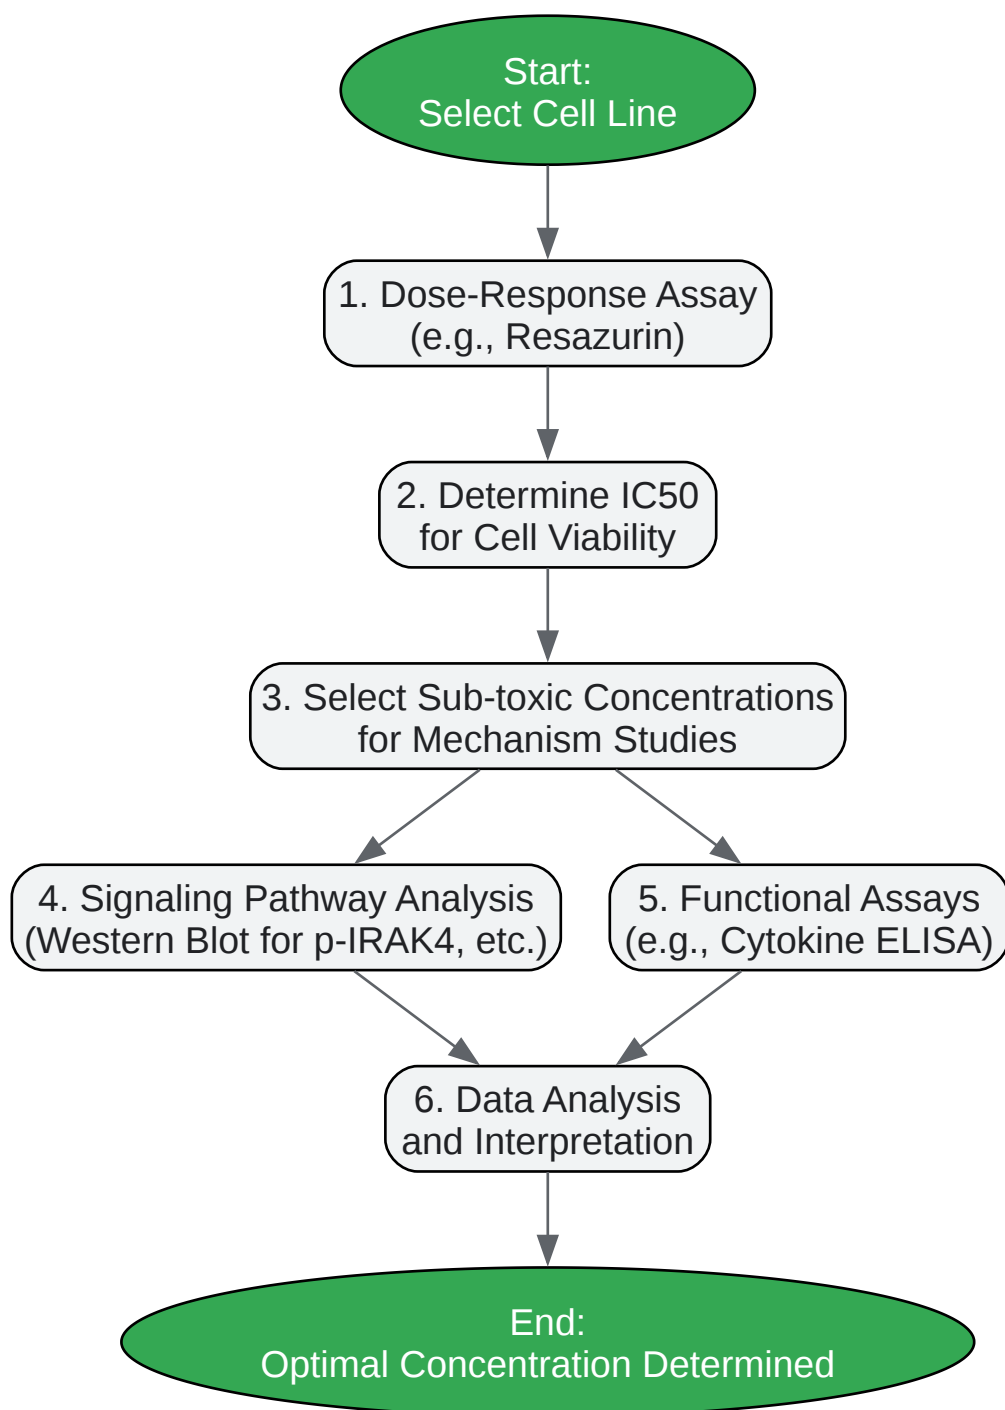 Start:
Select Cell Line
1. Dose-Response Assay
(e.g., Resazurin)
2. Determine IC50
for Cell Viability
3. Select Sub-toxic Concentrations
for Mechanism Studies
4. Signaling Pathway Analysis
(Western Blot for p-IRAK4, etc.)
5. Functional Assays
(e.g., Cytokine ELISA)
6. Data Analysis
and Interpretation
End:
Optimal Concentration Determined